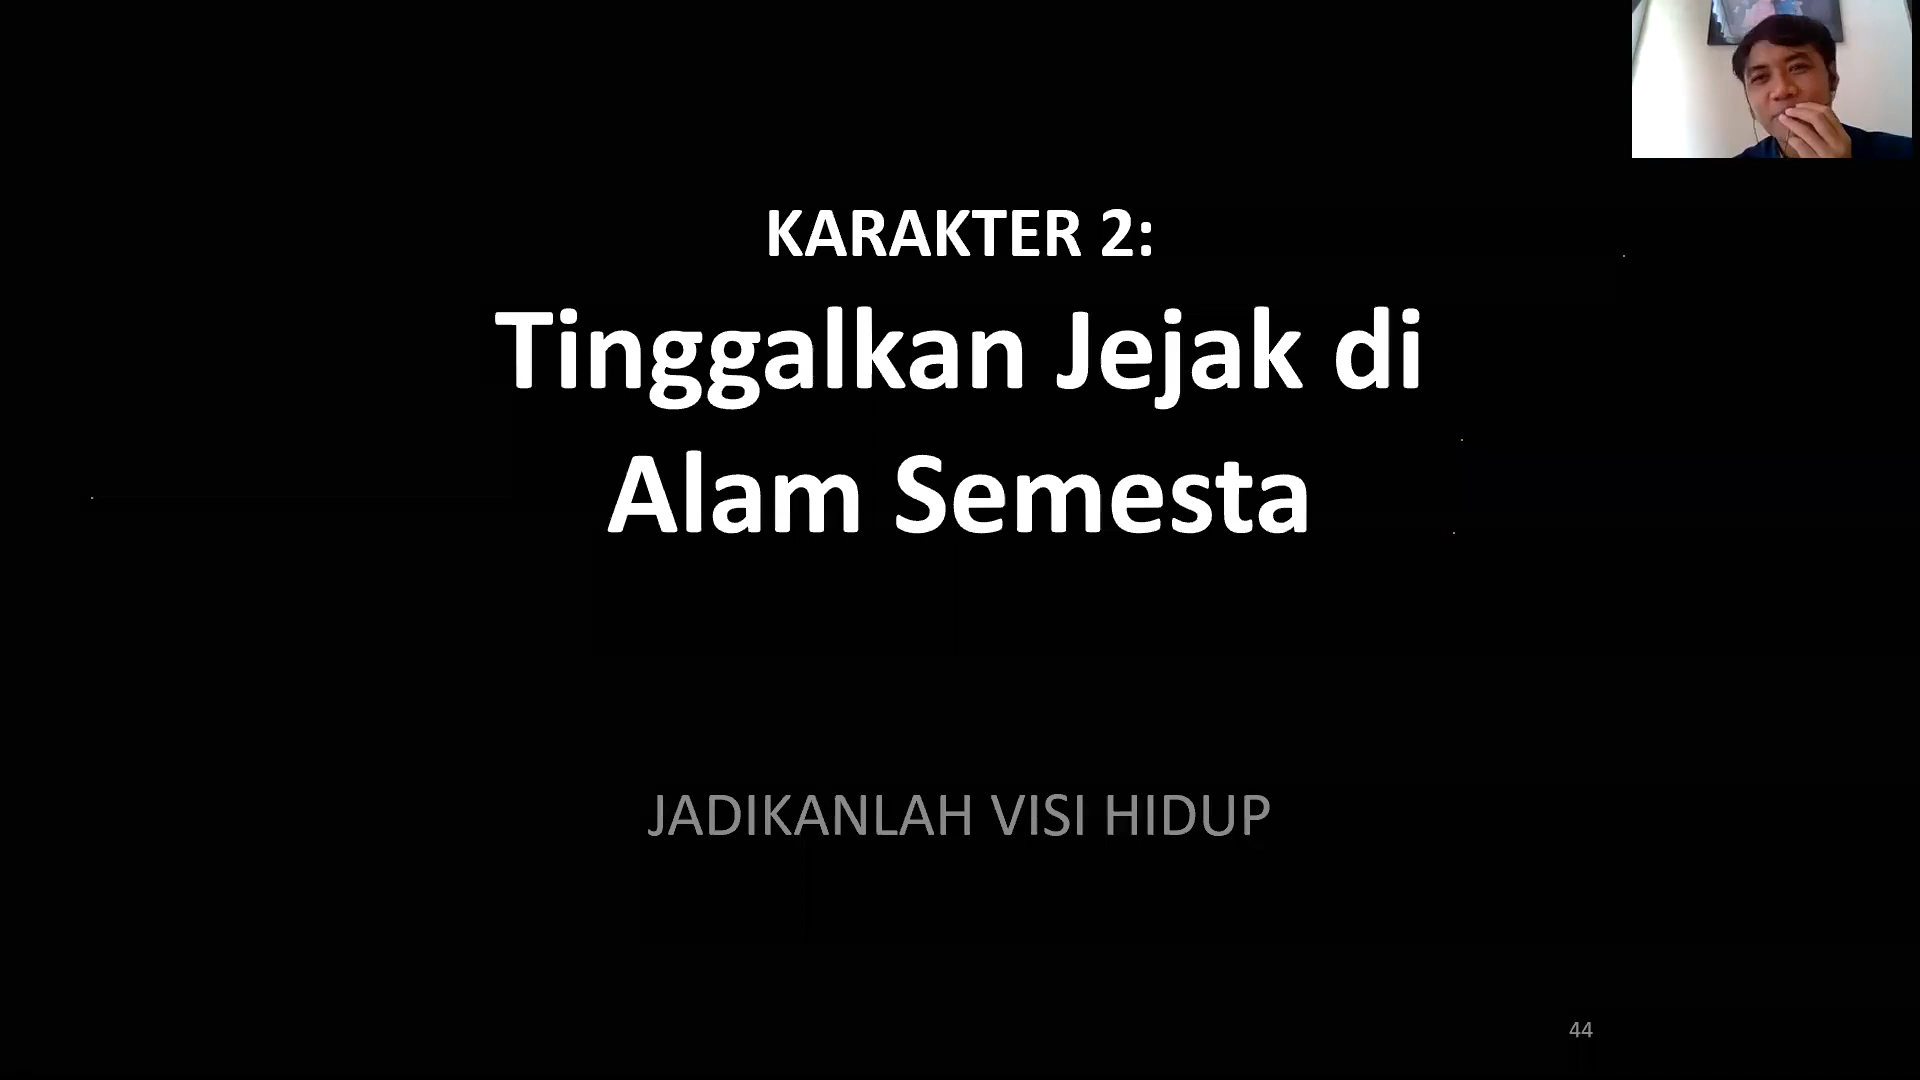 KARAKTER 2:
Tinggalkan Jejak di
Alam Semesta
JADIKANLAH VISI HIDUP
44